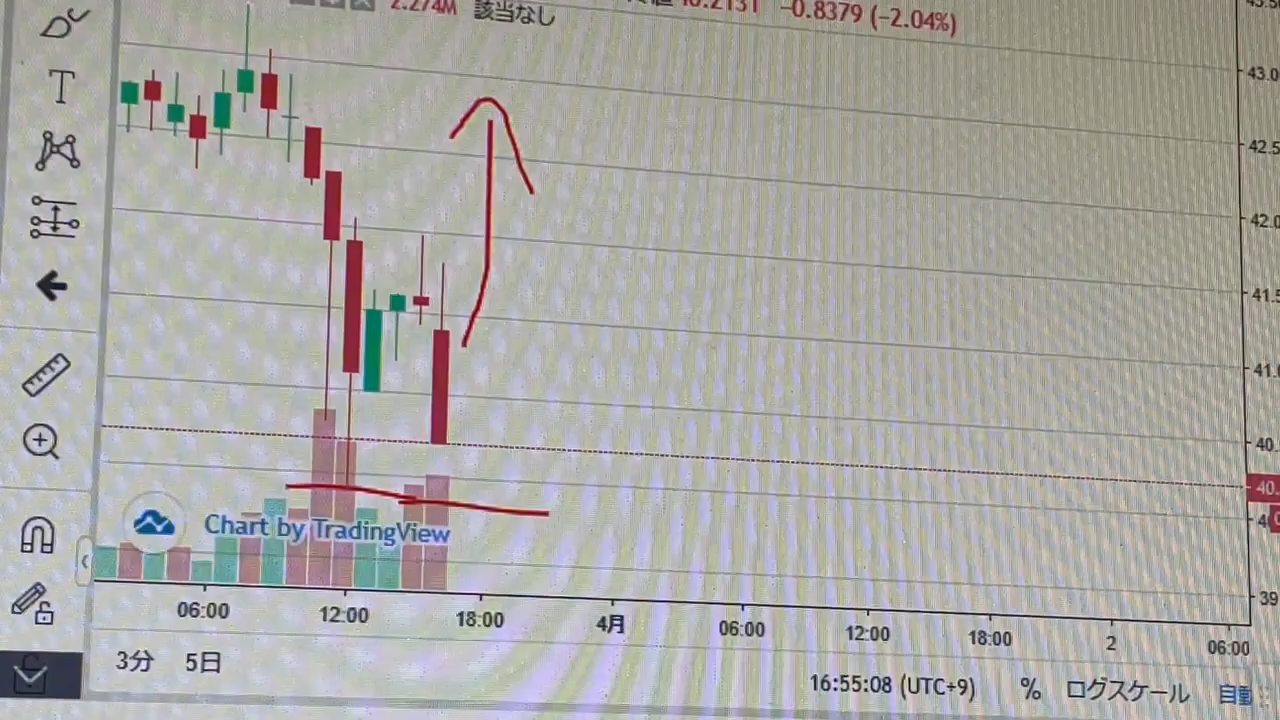 2.274M 該当なし −0.8379 (−2.04%)
43.0
42.5
42.0
41.5
41.0
40.
40.
39
T
Chart by TradingView
06:00 12:00 18:00 4月 06:00 12:00 18:00 2 06:00
3分 5日
16:55:08 (UTC+9) % ログスケール 自動